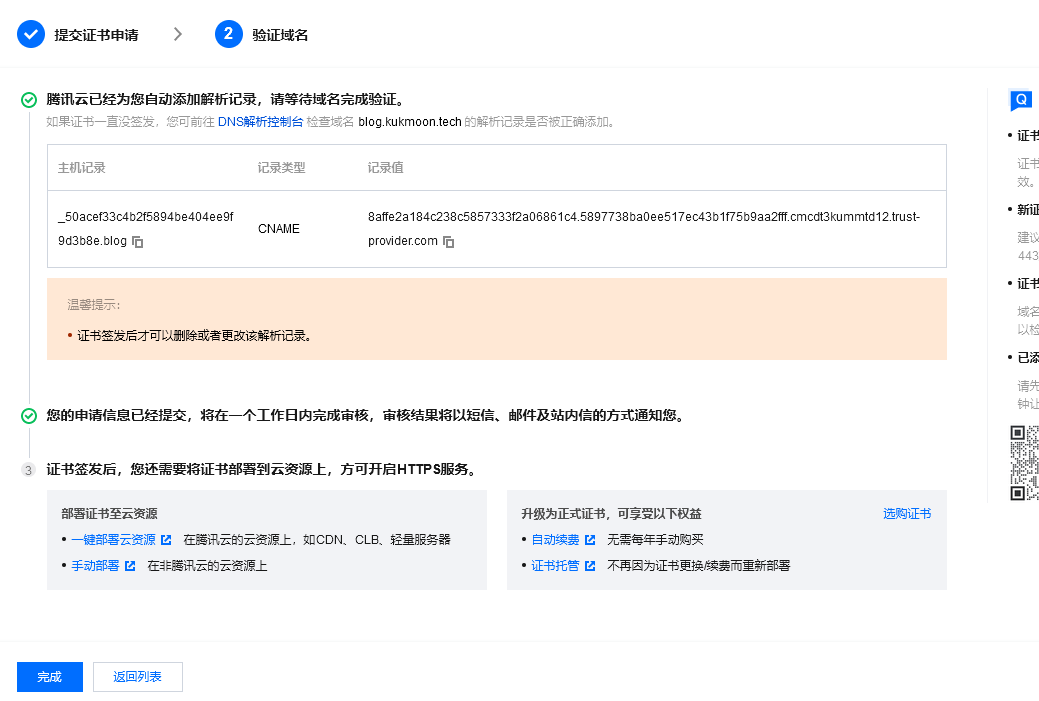 提交证书申请
2 验证域名
腾讯云已经为您自动添加解析记录，请等待域名完成验证。
如果证书一直没签发，您可前往 DNS解析控制台 检查域名 blog.kukmoon.tech 的解析记录是否被正确添加。
主机记录 记录类型 记录值
_50acef33c4b2f5894be404ee9f
9d3b8e.blog
CNAME
8affe2a184c238c5857333f2a06861c4.5897738ba0ee517ec43b1f75b9aa2fff.cmcdt3kummtd12.trust-
provider.com
温馨提示：
• 证书签发后才可以删除或者更改该解析记录。
您的申请信息已经提交，将在一个工作日内完成审核，审核结果将以短信、邮件及站内信的方式通知您。
3 证书签发后，您还需要将证书部署到云资源上，方可开启HTTPS服务。
部署证书至云资源
• 一键部署云资源 在腾讯云的云资源上，如CDN、CLB、轻量服务器
• 手动部署 在非腾讯云的云资源上
升级为正式证书，可享受以下权益 选购证书
• 自动续费 无需每年手动购买
• 证书托管 不再因为证书更换/续费而重新部署
完成 返回列表
Q
• 证书
证书
效。
• 新证
建议
443
• 证书
域名
以检
• 已添
请先
钟让